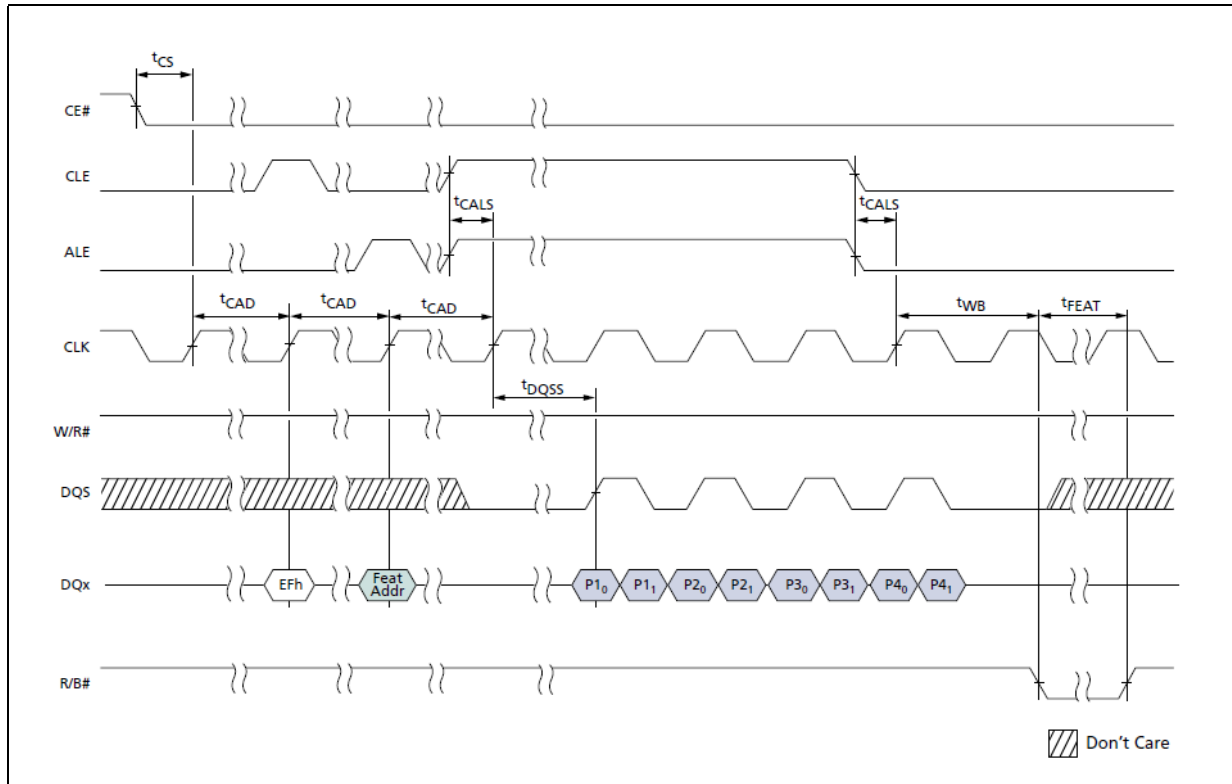 tCS
CE#
CLE
tCALS
tCALS
ALE
tCAD
tCAD
tCAD
tWB
tFEAT
CLK
tDQSS
W/R#
DQS
DQx
EFh
Feat
Addr
P10
P11
P20
P21
P30
P31
P40
P41
R/B#
Don't Care